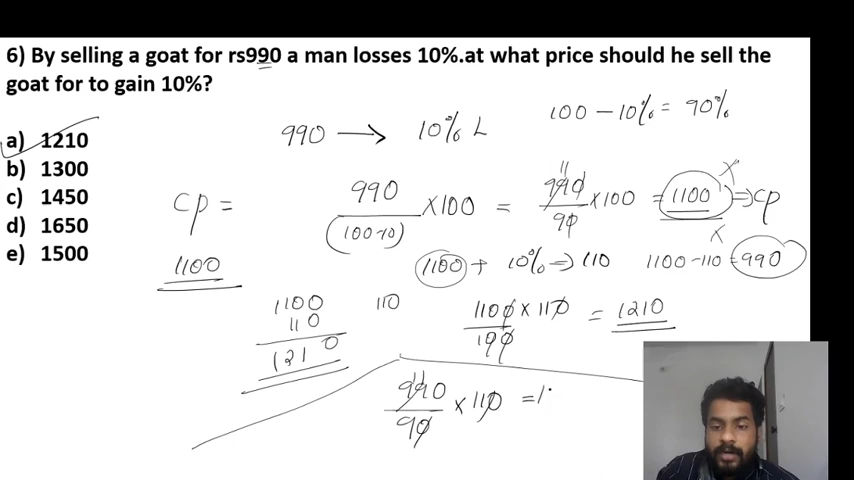 6) By selling a goat for rs990 a man losses 10%.at what price should he sell the
goat for to gain 10%?
a) 1210
b) 1300
c) 1450
d) 1650
e) 1500
990 → 10% L
100 - 10% = 90%
CP = 990 / (100-10) × 100 = 990 / 90 × 100 = 1100 ⇒ CP
11
x
1100
1100 + 10% ⇒ 110
x
1100 - 110 = 990
1100
110
1210
110
1100 × 110 / 100 = 1210
11
990 / 90 × 110 = 1